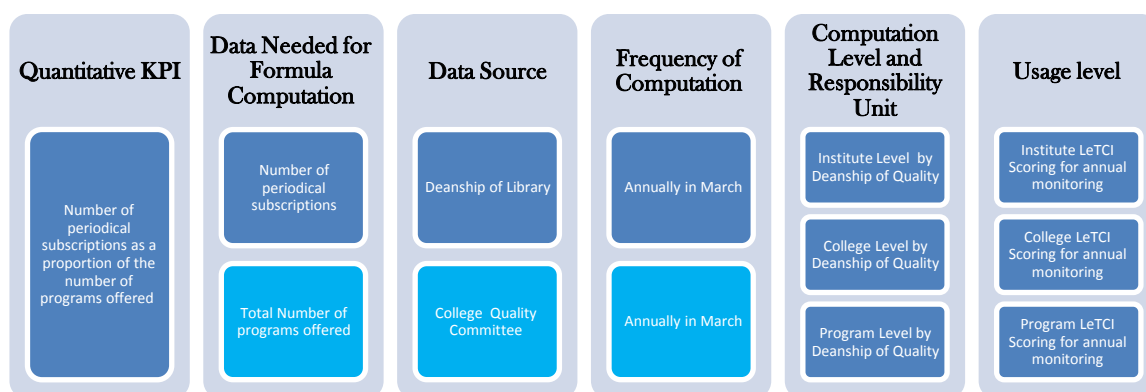 Quantitative KPI
Number of
periodical
subscriptions as a
proportion of the
number of
programs offered
Data Needed for
Formula
Computation
Number of
periodical
subscriptions
Total Number of
programs offered
Data Source
Deanship of Library
College Quality
Committee
Frequency of
Computation
Annually in March
Annually in March
Computation
Level and
Responsibility
Unit
Institute Level by
Deanship of Quality
College Level by
Deanship of Quality
Program Level by
Deanship of Quality
Usage level
Institute LeTCI
Scoring for annual
monitoring
College LeTCI
Scoring for annual
monitoring
Program LeTCI
Scoring for annual
monitoring